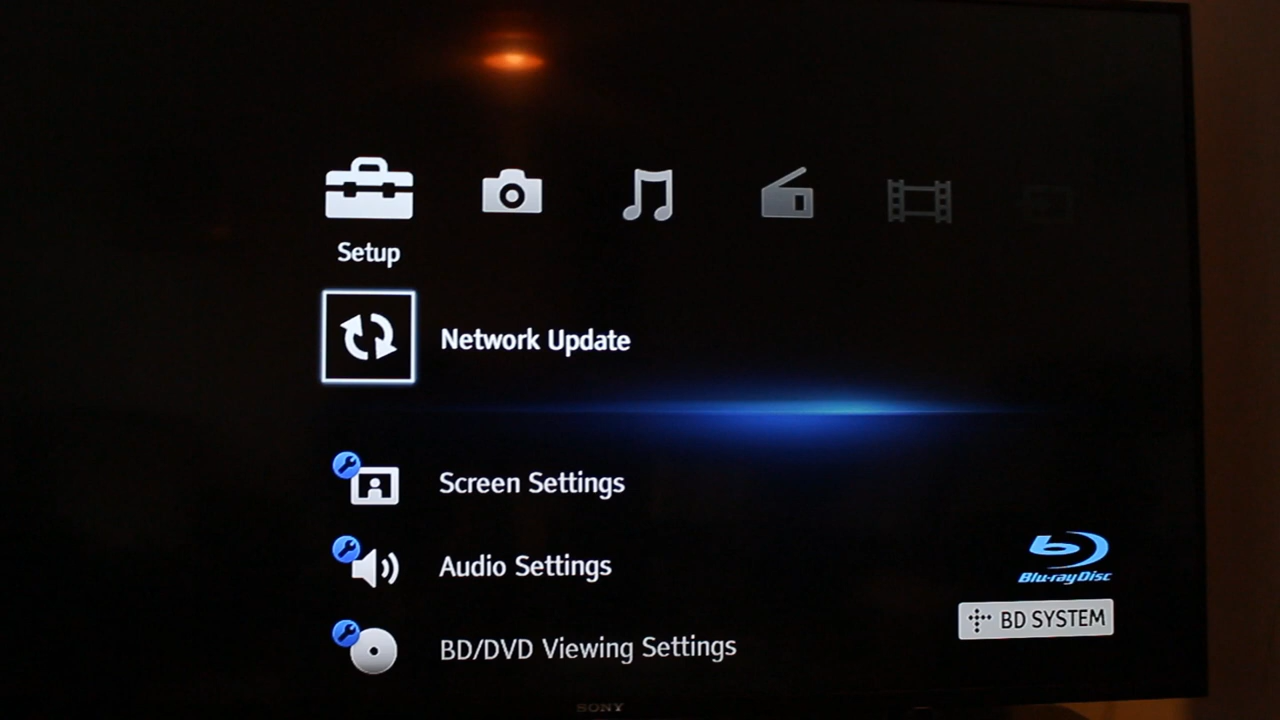 Setup
Network Update
Screen Settings
Audio Settings
Blu-ray Disc
BD SYSTEM
BD/DVD Viewing Settings
SONY